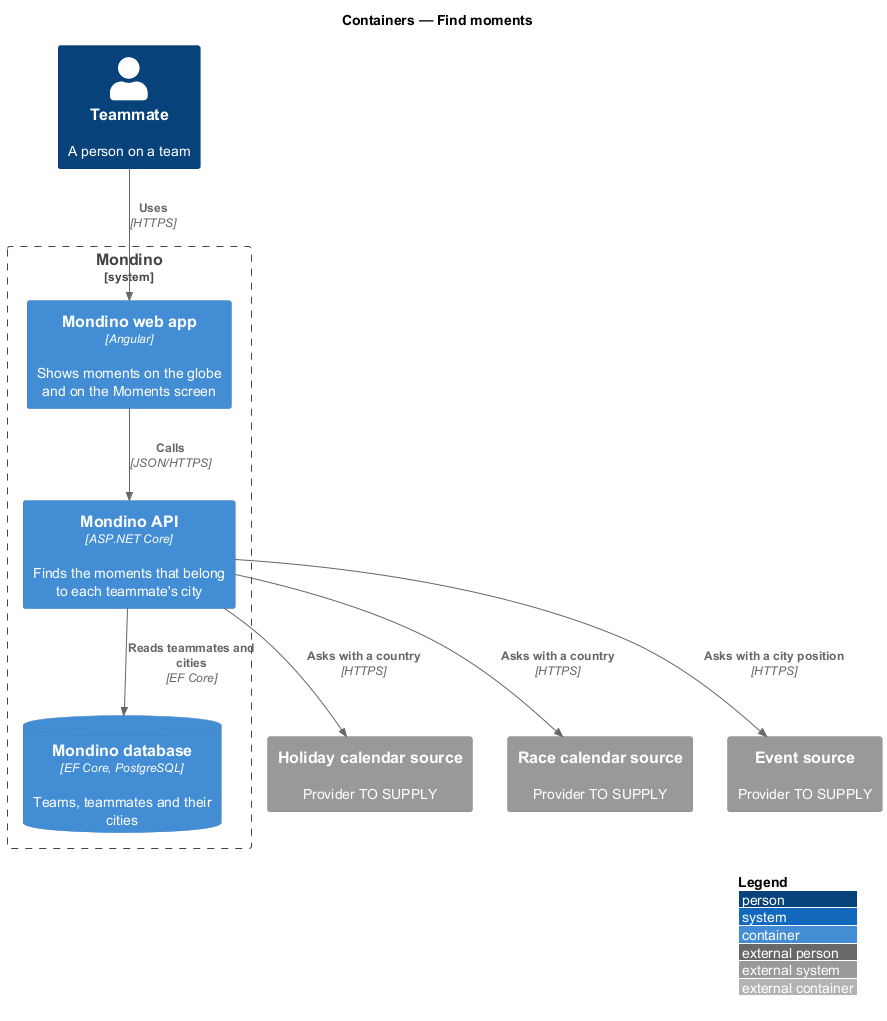 Containers — Find moments
Teammate
A person on a team
Uses
[HTTPS]
Mondino
[system]
Mondino web app
[Angular]
Shows moments on the globe
and on the Moments screen
Calls
[JSON/HTTPS]
Mondino API
[ASP.NET Core]
Finds the moments that belong
to each teammate's city
Reads teammates and
cities
[EF Core]
Asks with a country
[HTTPS]
Asks with a country
[HTTPS]
Asks with a city position
[HTTPS]
Mondino database
[EF Core, PostgreSQL]
Teams, teammates and their
cities
Holiday calendar source
Provider TO SUPPLY
Race calendar source
Provider TO SUPPLY
Event source
Provider TO SUPPLY
Legend
person
system
container
external person
external system
external container